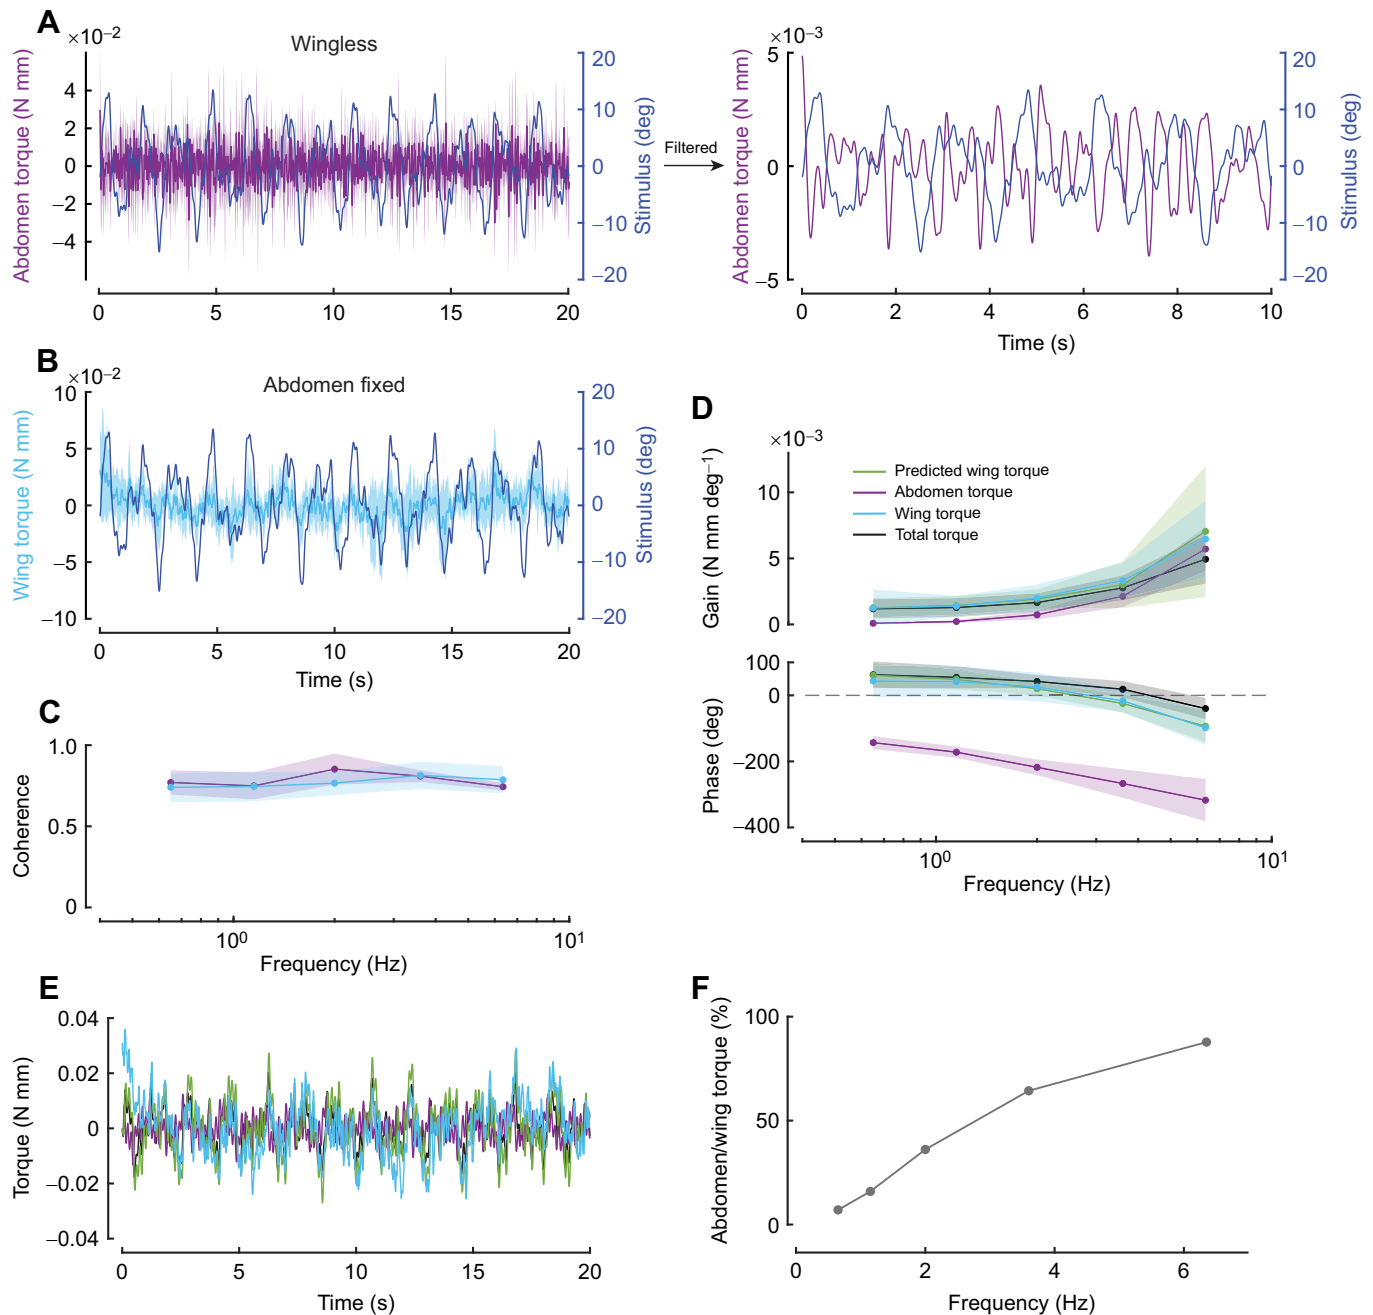 A
×10−2
Wingless
Abdomen torque (N mm)
4
2
0
−2
−4
20
10
0
−10
−20
Stimulus (deg)
0
5
10
15
20
Filtered
×10−3
Abdomen torque (N mm)
5
0
−5
20
10
0
−10
−20
Stimulus (deg)
0
2
4
6
8
10
Time (s)
B
×10−2
Abdomen fixed
Wing torque (N mm)
10
5
0
−5
−10
20
10
0
−10
−20
Stimulus (deg)
0
5
10
15
20
Time (s)
C
Coherence
1.0
0.5
0
10⁰
10¹
Frequency (Hz)
D
×10−3
Gain (N mm deg−1)
10
5
0
Predicted wing torque
Abdomen torque
Wing torque
Total torque
Phase (deg)
100
0
−200
−400
10⁰
10¹
Frequency (Hz)
E
Torque (N mm)
0.04
0.02
0
−0.02
−0.04
0
5
10
15
20
Time (s)
F
Abdomen/wing torque (%)
100
50
0
0
2
4
6
Frequency (Hz)